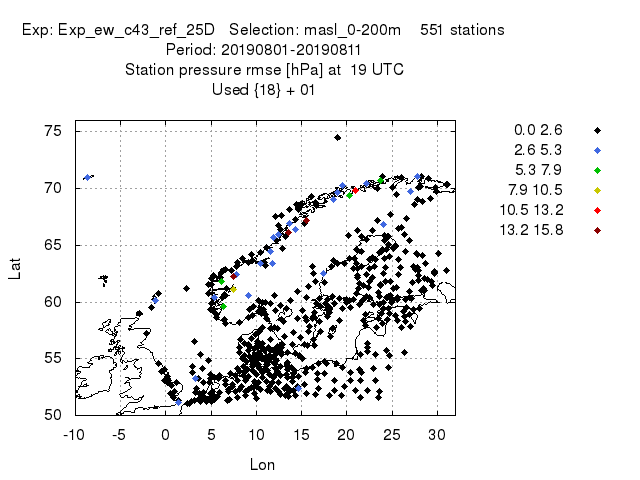 Exp: Exp_ew_c43_ref_25D   Selection: masl_0-200m    551 stations
Period: 20190801-20190811
Station pressure rmse [hPa] at  19 UTC
Used {18} + 01
75
70
65
60
55
50
Lat
-10 -5 0 5 10 15 20 25 30
Lon
0.0 2.6
2.6 5.3
5.3 7.9
7.9 10.5
10.5 13.2
13.2 15.8